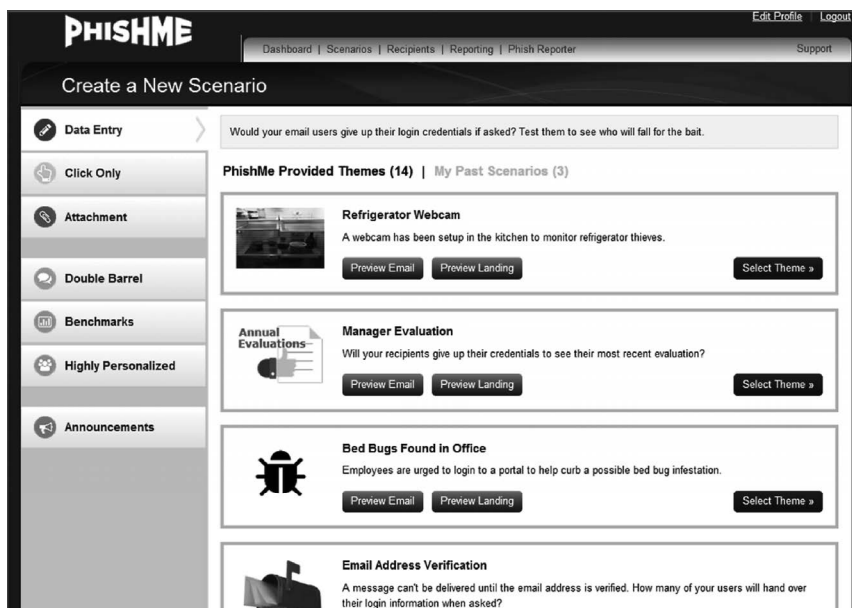 Edit Profile | Logout
PHISHME
Dashboard | Scenarios | Recipients | Reporting | Phish Reporter
Support
Create a New Scenario
Data Entry
Click Only
Attachment
Double Barrel
Benchmarks
Highly Personalized
Announcements
Would your email users give up their login credentials if asked? Test them to see who will fall for the bait.
PhishMe Provided Themes (14) | My Past Scenarios (3)
Refrigerator Webcam
A webcam has been setup in the kitchen to monitor refrigerator thieves.
Preview Email Preview Landing Select Theme »
Annual
Evaluations
Manager Evaluation
Will your recipients give up their credentials to see their most recent evaluation?
Preview Email Preview Landing Select Theme »
Bed Bugs Found in Office
Employees are urged to login to a portal to help curb a possible bed bug infestation.
Preview Email Preview Landing Select Theme »
Email Address Verification
A message can't be delivered until the email address is verified. How many of your users will hand over
their login information when asked?